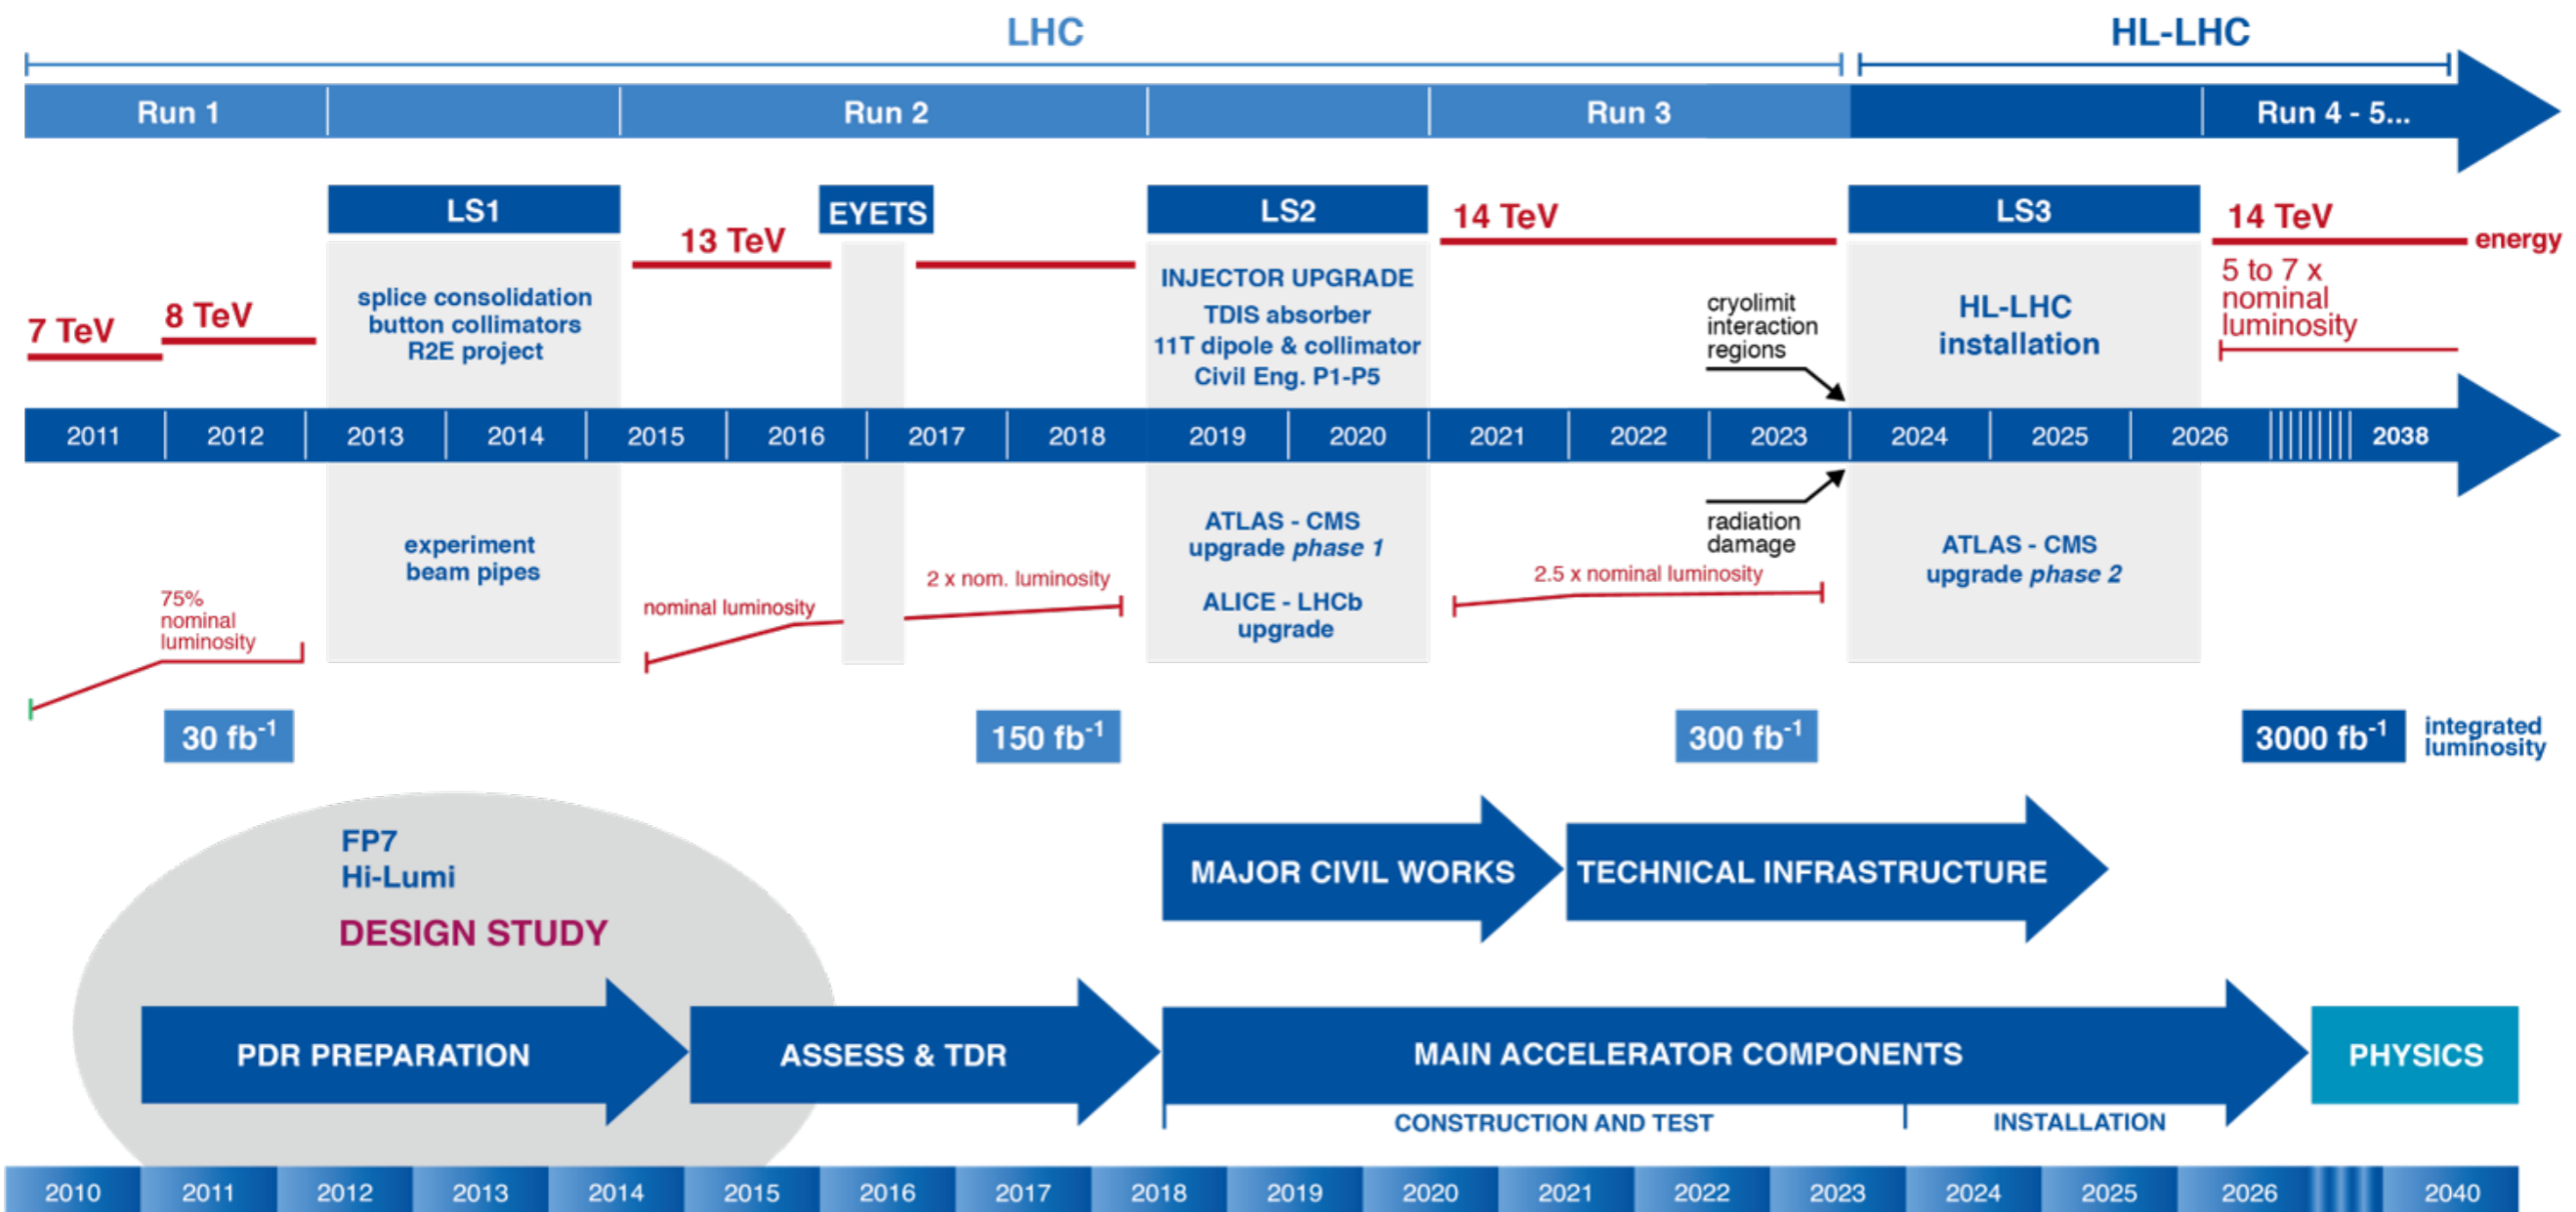 LHC HL-LHC
Run 1 Run 2 Run 3 Run 4 - 5...
LS1 EYETS LS2 LS3
7 TeV 8 TeV 13 TeV 14 TeV 14 TeV energy
splice consolidation
button collimators
R2E project
INJECTOR UPGRADE
TDIS absorber
11T dipole & collimator
Civil Eng. P1-P5
cryolimit
interaction
regions
HL-LHC
installation
5 to 7 x
nominal
luminosity
2011 2012 2013 2014 2015 2016 2017 2018 2019 2020 2021 2022 2023 2024 2025 2026 2038
75%
nominal
luminosity
experiment
beam pipes
nominal luminosity
2 x nom. luminosity
ATLAS - CMS
upgrade phase 1
ALICE - LHCb
upgrade
radiation
damage
2.5 x nominal luminosity
ATLAS - CMS
upgrade phase 2
30 fb-1 150 fb-1 300 fb-1 3000 fb-1
integrated
luminosity
FP7
Hi-Lumi
DESIGN STUDY
MAJOR CIVIL WORKS TECHNICAL INFRASTRUCTURE
PDR PREPARATION ASSESS & TDR MAIN ACCELERATOR COMPONENTS PHYSICS
CONSTRUCTION AND TEST INSTALLATION
2010 2011 2012 2013 2014 2015 2016 2017 2018 2019 2020 2021 2022 2023 2024 2025 2026 2040